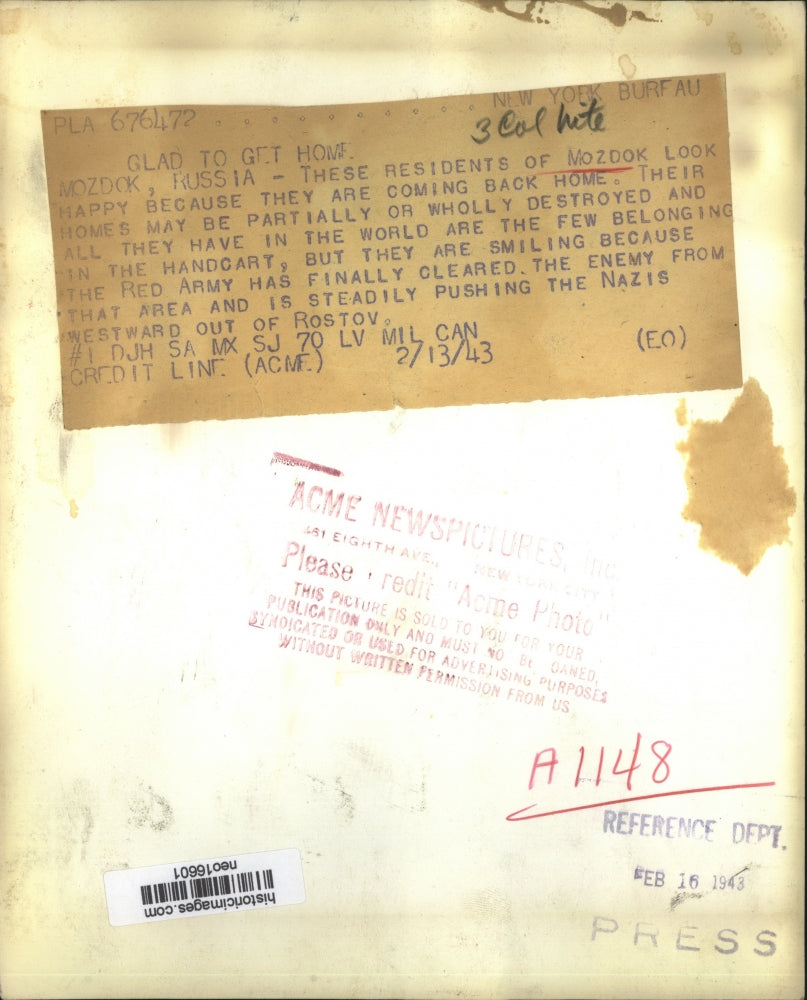 PLA 676472 . . . . . . . . . . NEW YORK BUREAU
3 Col hite
GLAD TO GET HOME
MOZDOK, RUSSIA - THESE RESIDENTS OF MOZDOK LOOK
HAPPY BECAUSE THEY ARE COMING BACK HOME. THEIR
HOMES MAY BE PARTIALLY OR WHOLLY DESTROYED AND
ALL THEY HAVE IN THE WORLD ARE THE FEW BELONGING
IN THE HANDCART, BUT THEY ARE SMILING BECAUSE
THE RED ARMY HAS FINALLY CLEARED THE ENEMY FROM
THAT AREA AND IS STEADILY PUSHING THE NAZIS
WESTWARD OUT OF ROSTOV.
#1 DJH SA MX SJ 70 LV MIL CAN
CREDIT LINE (ACME) 2/13/43 (EO)
ACME NEWSPICTURES, Inc.
461 EIGHTH AVE., NEW YORK CITY
Please redit "Acme Photo"
THIS PICTURE IS SOLD TO YOU FOR YOUR
PUBLICATION ONLY AND MUST NO BE OANED,
SYNDICATED OR USED FOR ADVERTISING PURPOSES
WITHOUT WRITTEN PERMISSION FROM US
A1148
REFERENCE DEPT.
FEB 16 1943
PRESS
historicimages.com
neo16601